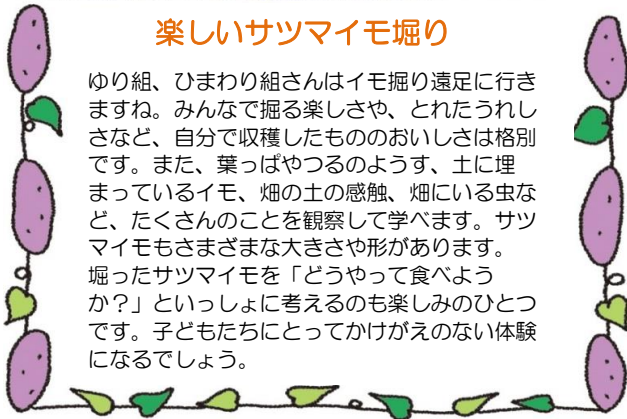 楽しいサツマイモ堀り
ゆり組、ひまわり組さんはイモ掘り遠足に行き
ますね。みんなで掘る楽しさや、とれたうれし
さなど、自分で収穫したもののおいしさは格別
です。また、葉っぱやつるのようす、土に埋
まっているイモ、畑の土の感触、畑にいる虫な
ど、たくさんのことを観察して学べます。サツ
マイモもさまざまな大きさや形があります。
堀ったサツマイモを「どうやって食べよう
か？」といっしょに考えるのも楽しみのひとつ
です。子どもたちにとってかけがえのない体験
になるでしょう。